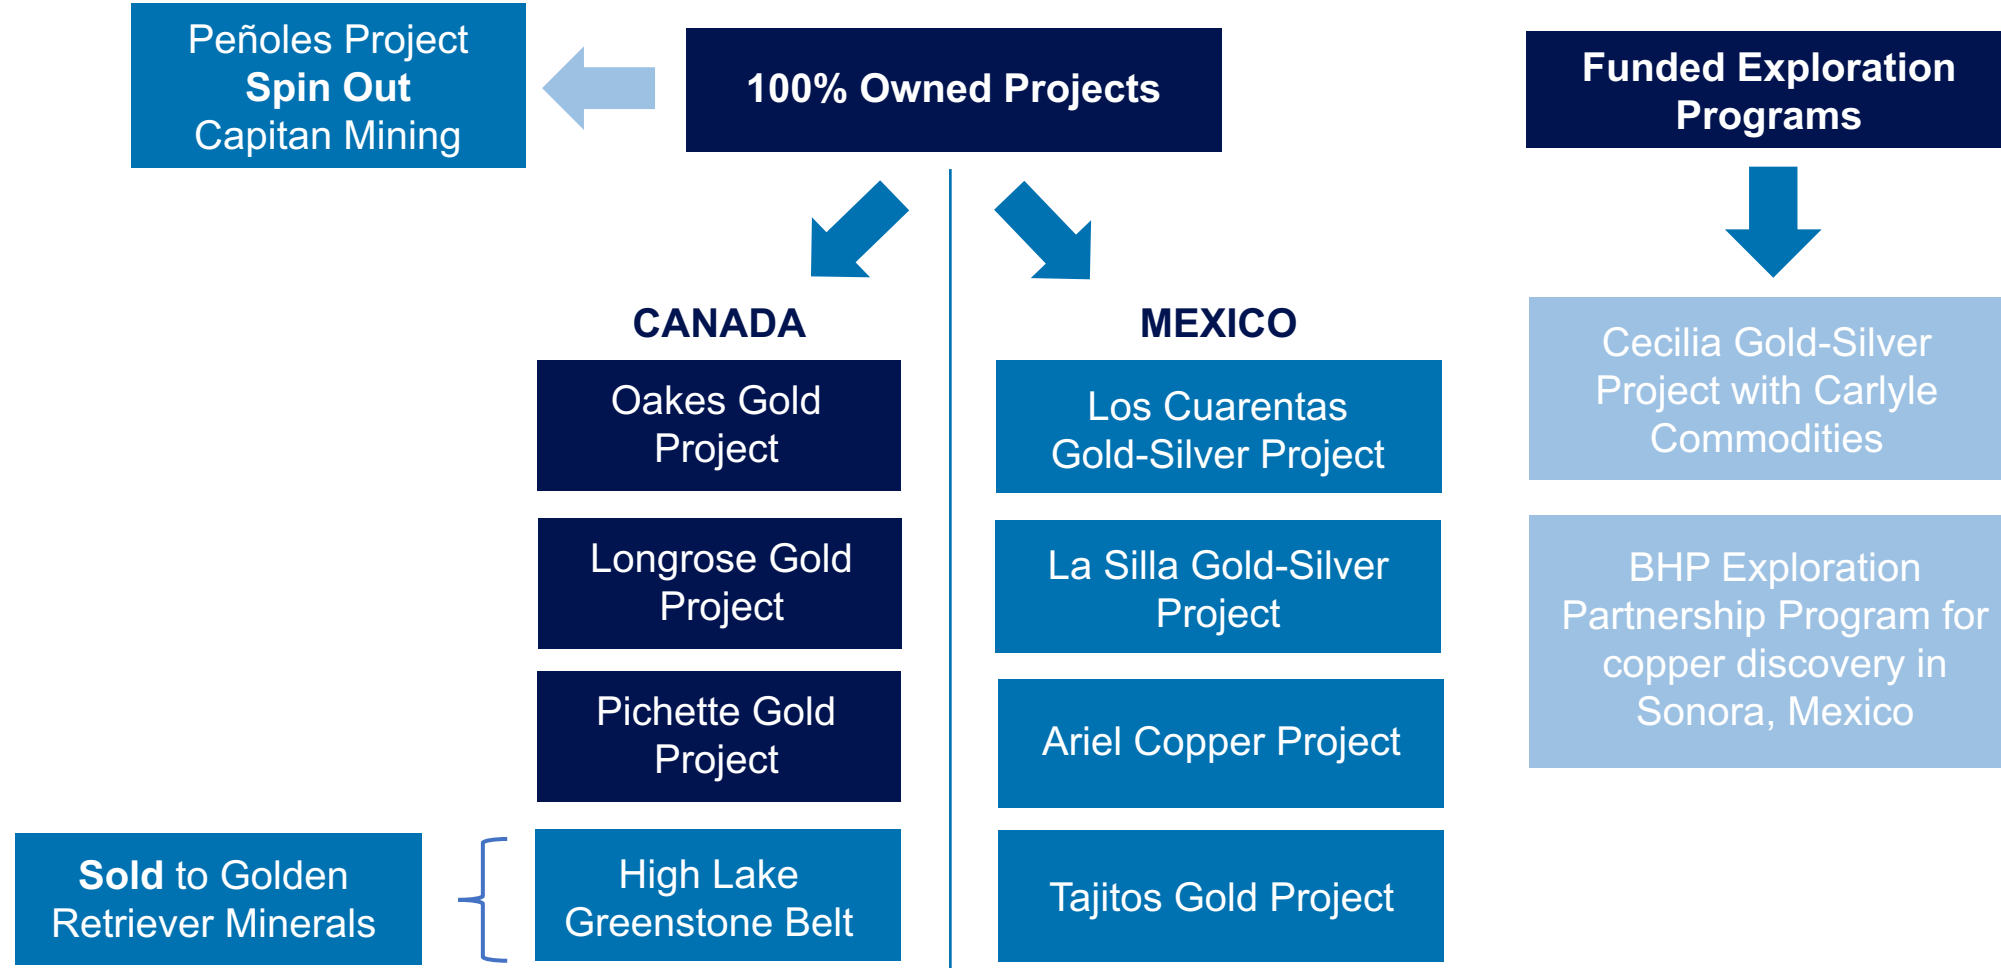 Peñoles Project
Spin Out
Capitan Mining
100% Owned Projects
Funded Exploration
Programs
CANADA
Oakes Gold
Project
Longrose Gold
Project
Pichette Gold
Project
High Lake
Greenstone Belt
Sold to Golden
Retriever Minerals
MEXICO
Los Cuarentas
Gold-Silver Project
La Silla Gold-Silver
Project
Ariel Copper Project
Tajitos Gold Project
Cecilia Gold-Silver
Project with Carlyle
Commodities
BHP Exploration
Partnership Program for
copper discovery in
Sonora, Mexico